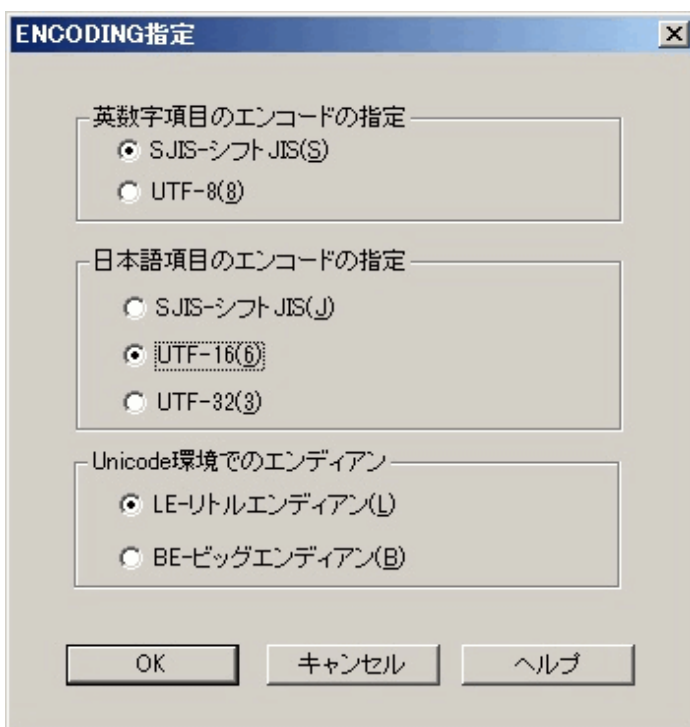 ENCODING指定
英数字項目のエンコードの指定
SJIS-シフトJIS(S)
UTF-8(8)
日本語項目のエンコードの指定
SJIS-シフトJIS(J)
UTF-16(6)
UTF-32(3)
Unicode環境でのエンディアン
LE-リトルエンディアン(L)
BE-ビッグエンディアン(B)
OK キャンセル ヘルプ